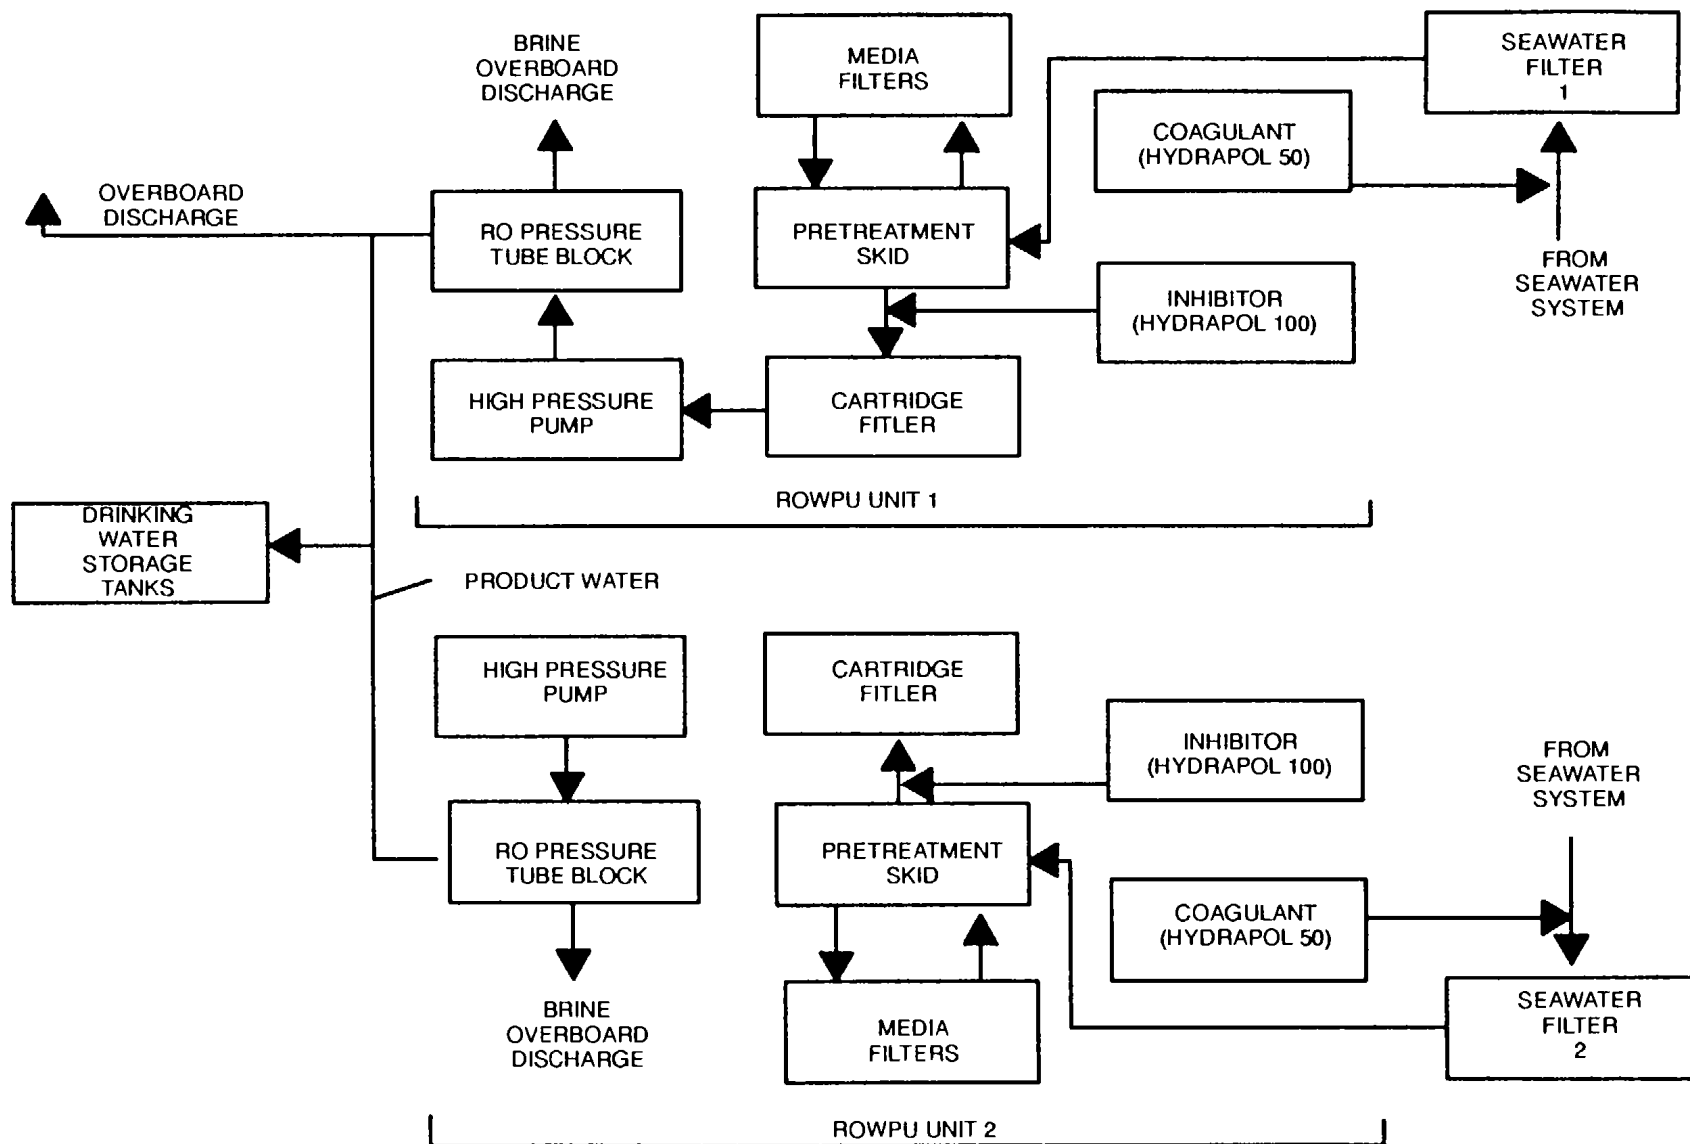 BRINE
OVERBOARD
DISCHARGE
MEDIA
FILTERS
SEAWATER
FILTER
1
COAGULANT
(HYDRAPOL 50)
OVERBOARD
DISCHARGE
RO PRESSURE
TUBE BLOCK
PRETREATMENT
SKID
FROM
SEAWATER
SYSTEM
INHIBITOR
(HYDRAPOL 100)
HIGH PRESSURE
PUMP
CARTRIDGE
FITLER
ROWPU UNIT 1
DRINKING
WATER
STORAGE
TANKS
PRODUCT WATER
HIGH PRESSURE
PUMP
CARTRIDGE
FITLER
INHIBITOR
(HYDRAPOL 100)
FROM
SEAWATER
SYSTEM
RO PRESSURE
TUBE BLOCK
PRETREATMENT
SKID
COAGULANT
(HYDRAPOL 50)
BRINE
OVERBOARD
DISCHARGE
MEDIA
FILTERS
SEAWATER
FILTER
2
ROWPU UNIT 2